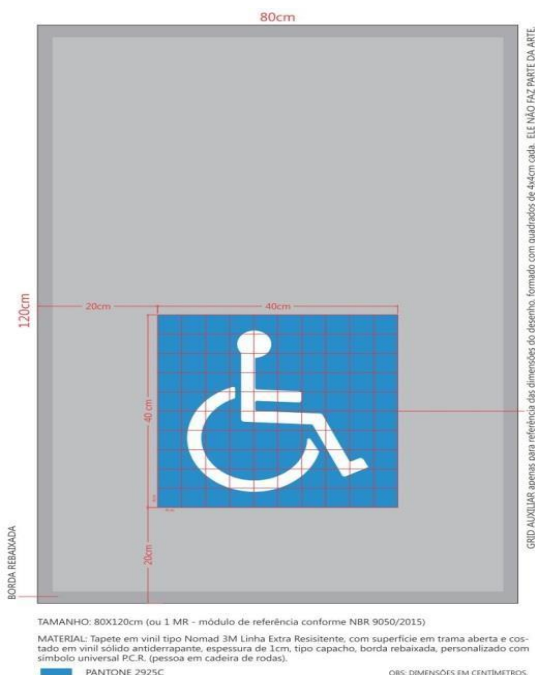 80cm
GRID AUXILIAR apenas para referência das dimensões do desenho, formado com quadrados de 4x4cm cada. ELE NÃO FAZ PARTE DA ARTE.
120cm
20cm
40cm
40 cm
20cm
BORDA REBAIXADA
TAMANHO: 80X120cm (ou 1 MR - módulo de referência conforme NBR 9050/2015)
MATERIAL: Tapete em vinil tipo Nomad 3M Linha Extra Resisitente, com superfície em trama aberta e cos-
tado em vinil sólido antiderrapante, espessura de 1cm, tipo capacho, borda rebaixada, personalizado com
símbolo universal P.C.R. (pessoa em cadeira de rodas).
PANTONE 2925C
OBS: DIMENSÕES EM CENTÍMETROS.